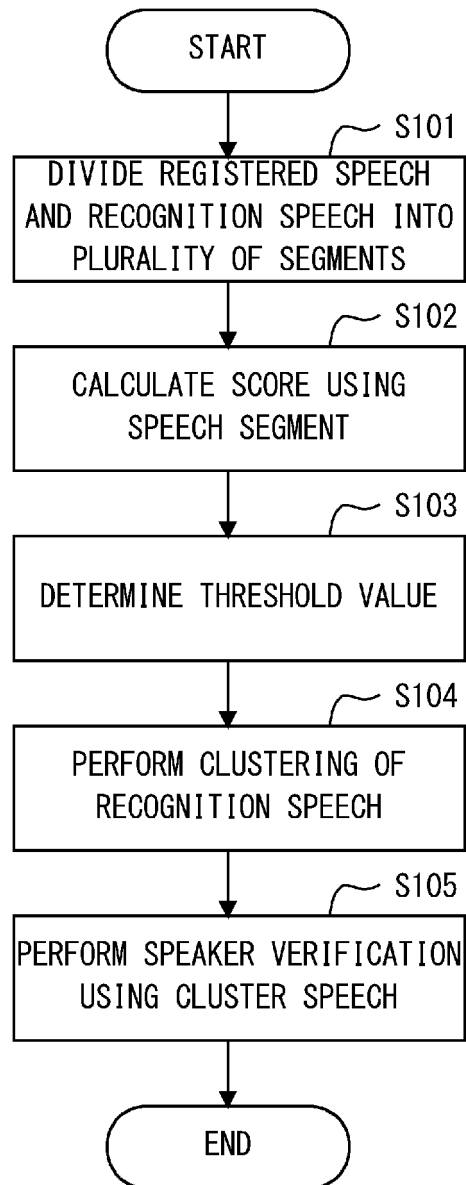 START
S101
DIVIDE REGISTERED SPEECH
AND RECOGNITION SPEECH INTO
PLURALITY OF SEGMENTS
S102
CALCULATE SCORE USING
SPEECH SEGMENT
S103
DETERMINE THRESHOLD VALUE
S104
PERFORM CLUSTERING OF
RECOGNITION SPEECH
S105
PERFORM SPEAKER VERIFICATION
USING CLUSTER SPEECH
END